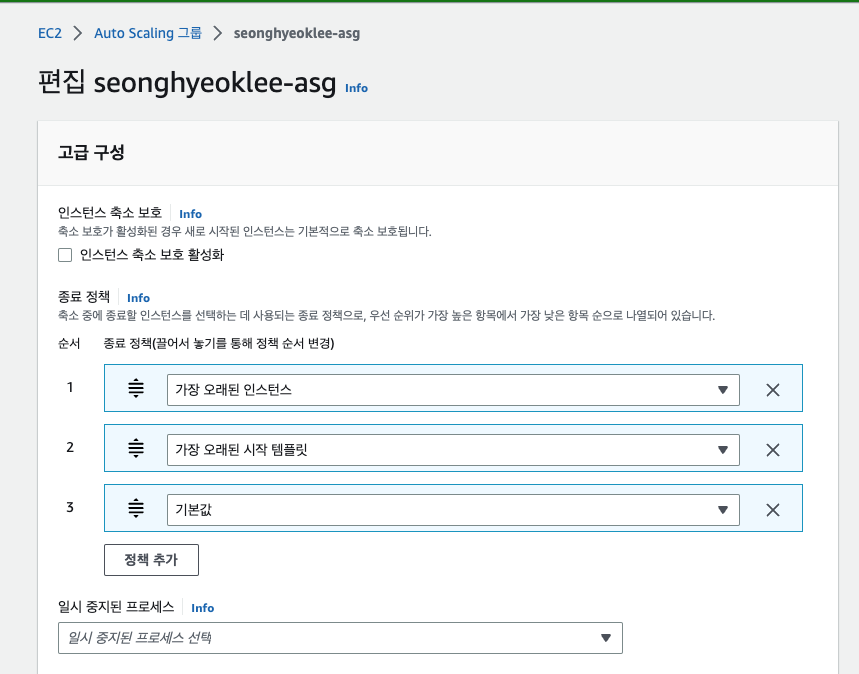 EC2 > Auto Scaling 그룹 > seonghyeoklee-asg
편집 seonghyeoklee-asg Info
고급 구성
인스턴스 축소 보호 Info
축소 보호가 활성화된 경우 새로 시작된 인스턴스는 기본적으로 축소 보호됩니다.
인스턴스 축소 보호 활성화
종료 정책 Info
축소 중에 종료할 인스턴스를 선택하는 데 사용되는 종료 정책으로, 우선 순위가 가장 높은 항목에서 가장 낮은 항목 순으로 나열되어 있습니다.
순서 종료 정책(끌어서 놓기를 통해 정책 순서 변경)
1 가장 오래된 인스턴스
2 가장 오래된 시작 템플릿
3 기본값
정책 추가
일시 중지된 프로세스 Info
일시 중지된 프로세스 선택